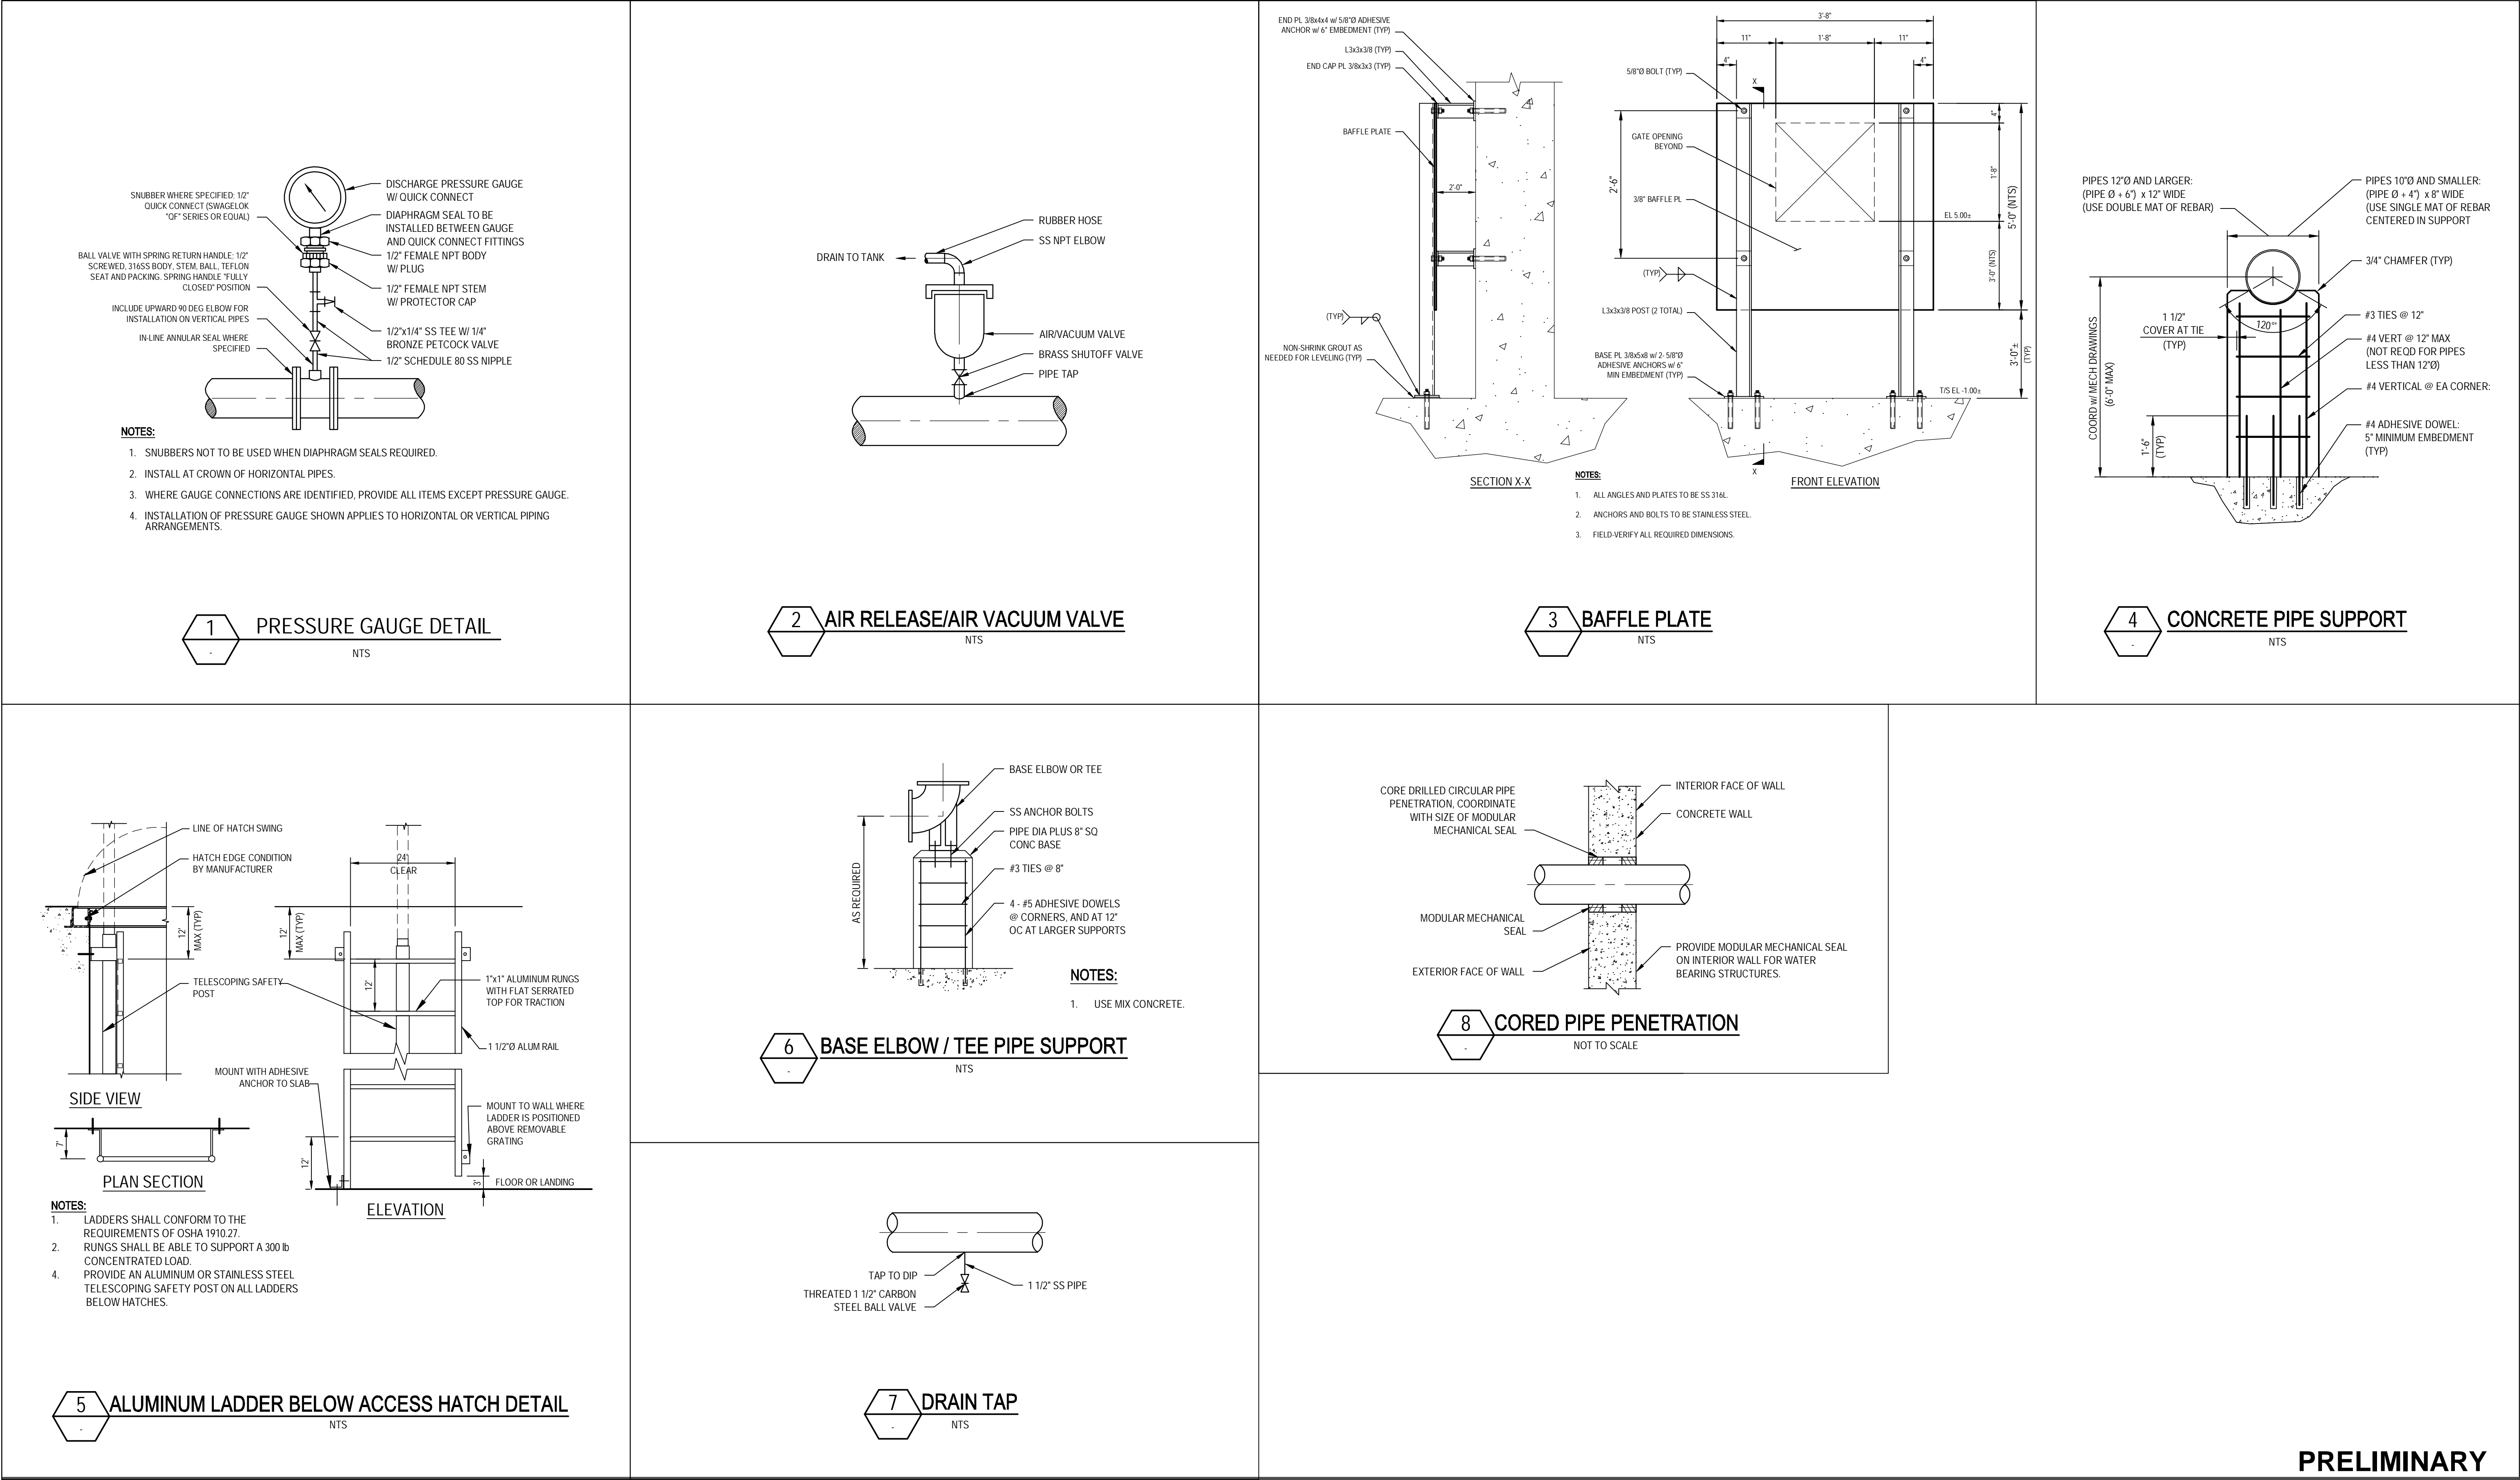 SNUBBER WHERE SPECIFIED; 1/2"
QUICK CONNECT (SWAGELOK
"QF" SERIES OR EQUAL)
BALL VALVE WITH SPRING RETURN HANDLE; 1/2"
SCREWED, 316SS BODY, STEM, BALL, TEFLON
SEAT AND PACKING. SPRING HANDLE "FULLY
CLOSED" POSITION
INCLUDE UPWARD 90 DEG ELBOW FOR
INSTALLATION ON VERTICAL PIPES
IN-LINE ANNULAR SEAL WHERE
SPECIFIED
DISCHARGE PRESSURE GAUGE
W/ QUICK CONNECT
DIAPHRAGM SEAL TO BE
INSTALLED BETWEEN GAUGE
AND QUICK CONNECT FITTINGS
1/2" FEMALE NPT BODY
W/ PLUG
1/2" FEMALE NPT STEM
W/ PROTECTOR CAP
1/2"x1/4" SS TEE W/ 1/4"
BRONZE PETCOCK VALVE
1/2" SCHEDULE 80 SS NIPPLE
NOTES:
1. SNUBBERS NOT TO BE USED WHEN DIAPHRAGM SEALS REQUIRED.
2. INSTALL AT CROWN OF HORIZONTAL PIPES.
3. WHERE GAUGE CONNECTIONS ARE IDENTIFIED, PROVIDE ALL ITEMS EXCEPT PRESSURE GAUGE.
4. INSTALLATION OF PRESSURE GAUGE SHOWN APPLIES TO HORIZONTAL OR VERTICAL PIPING
ARRANGEMENTS.
1 PRESSURE GAUGE DETAIL
-
NTS
RUBBER HOSE
SS NPT ELBOW
DRAIN TO TANK
AIR/VACUUM VALVE
BRASS SHUTOFF VALVE
PIPE TAP
2 AIR RELEASE/AIR VACUUM VALVE
NTS
END PL 3/8x4x4 w/ 5/8"Ø ADHESIVE
ANCHOR w/ 6" EMBEDMENT (TYP)
L3x3x3/8 (TYP)
END CAP PL 3/8x3x3 (TYP)
BAFFLE PLATE
2'-0"
(TYP)
NON-SHRINK GROUT AS
NEEDED FOR LEVELING (TYP)
SECTION X-X
3'-8"
11"
1'-8"
11"
4"
4"
X
5/8"Ø BOLT (TYP)
2'-6"
GATE OPENING
BEYOND
3/8" BAFFLE PL
(TYP)
L3x3x3/8 POST (2 TOTAL)
BASE PL 3/8x5x8 w/ 2- 5/8"Ø
ADHESIVE ANCHORS w/ 6"
MIN EMBEDMENT (TYP)
4"
1'-8"
EL 5.00±
5'-0" (NTS)
3'-0" (NTS)
3'-0"±
(TYP)
T/S EL -1.00±
X
FRONT ELEVATION
NOTES:
1. ALL ANGLES AND PLATES TO BE SS 316L.
2. ANCHORS AND BOLTS TO BE STAINLESS STEEL.
3. FIELD-VERIFY ALL REQUIRED DIMENSIONS.
3 BAFFLE PLATE
NTS
PIPES 12"Ø AND LARGER:
(PIPE Ø + 6") x 12" WIDE
(USE DOUBLE MAT OF REBAR)
PIPES 10"Ø AND SMALLER:
(PIPE Ø + 4") x 8" WIDE
(USE SINGLE MAT OF REBAR
CENTERED IN SUPPORT
3/4" CHAMFER (TYP)
1 1/2"
COVER AT TIE
(TYP)
120°
#3 TIES @ 12"
#4 VERT @ 12" MAX
(NOT REQD FOR PIPES
LESS THAN 12"Ø)
#4 VERTICAL @ EA CORNER:
#4 ADHESIVE DOWEL:
5" MINIMUM EMBEDMENT
(TYP)
COORD w/ MECH DRAWINGS
(6'-0" MAX)
1'-6"
(TYP)
4 CONCRETE PIPE SUPPORT
-
NTS
LINE OF HATCH SWING
HATCH EDGE CONDITION
BY MANUFACTURER
12'
MAX (TYP)
TELESCOPING SAFETY
POST
SIDE VIEW
7'
PLAN SECTION
24'
CLEAR
12'
MAX (TYP)
12'
1"x1" ALUMINUM RUNGS
WITH FLAT SERRATED
TOP FOR TRACTION
1 1/2"Ø ALUM RAIL
MOUNT WITH ADHESIVE
ANCHOR TO SLAB
MOUNT TO WALL WHERE
LADDER IS POSITIONED
ABOVE REMOVABLE
GRATING
12'
3'
FLOOR OR LANDING
ELEVATION
NOTES:
1. LADDERS SHALL CONFORM TO THE
REQUIREMENTS OF OSHA 1910.27.
2. RUNGS SHALL BE ABLE TO SUPPORT A 300 lb
CONCENTRATED LOAD.
4. PROVIDE AN ALUMINUM OR STAINLESS STEEL
TELESCOPING SAFETY POST ON ALL LADDERS
BELOW HATCHES.
5 ALUMINUM LADDER BELOW ACCESS HATCH DETAIL
-
NTS
BASE ELBOW OR TEE
SS ANCHOR BOLTS
PIPE DIA PLUS 8" SQ
CONC BASE
#3 TIES @ 8"
4 - #5 ADHESIVE DOWELS
@ CORNERS, AND AT 12"
OC AT LARGER SUPPORTS
AS REQUIRED
NOTES:
1. USE MIX CONCRETE.
6 BASE ELBOW / TEE PIPE SUPPORT
-
NTS
TAP TO DIP
THREATED 1 1/2" CARBON
STEEL BALL VALVE
1 1/2" SS PIPE
7 DRAIN TAP
-
NTS
CORE DRILLED CIRCULAR PIPE
PENETRATION, COORDINATE
WITH SIZE OF MODULAR
MECHANICAL SEAL
INTERIOR FACE OF WALL
CONCRETE WALL
MODULAR MECHANICAL
SEAL
EXTERIOR FACE OF WALL
PROVIDE MODULAR MECHANICAL SEAL
ON INTERIOR WALL FOR WATER
BEARING STRUCTURES.
8 CORED PIPE PENETRATION
-
NOT TO SCALE
PRELIMINARY